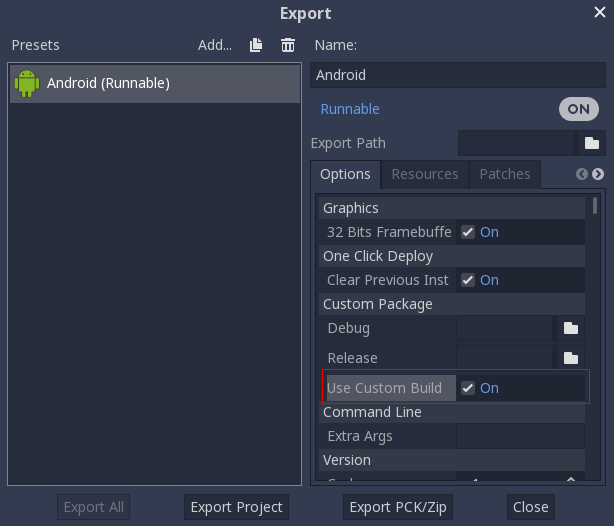 Export
Presets Add... Name:
Android (Runnable) Android
Runnable ON
Export Path
Options Resources Patches
Graphics
32 Bits Framebuffe On
One Click Deploy
Clear Previous Inst On
Custom Package
Debug
Release
Use Custom Build On
Command Line
Extra Args
Version
Export All Export Project Export PCK/Zip Close